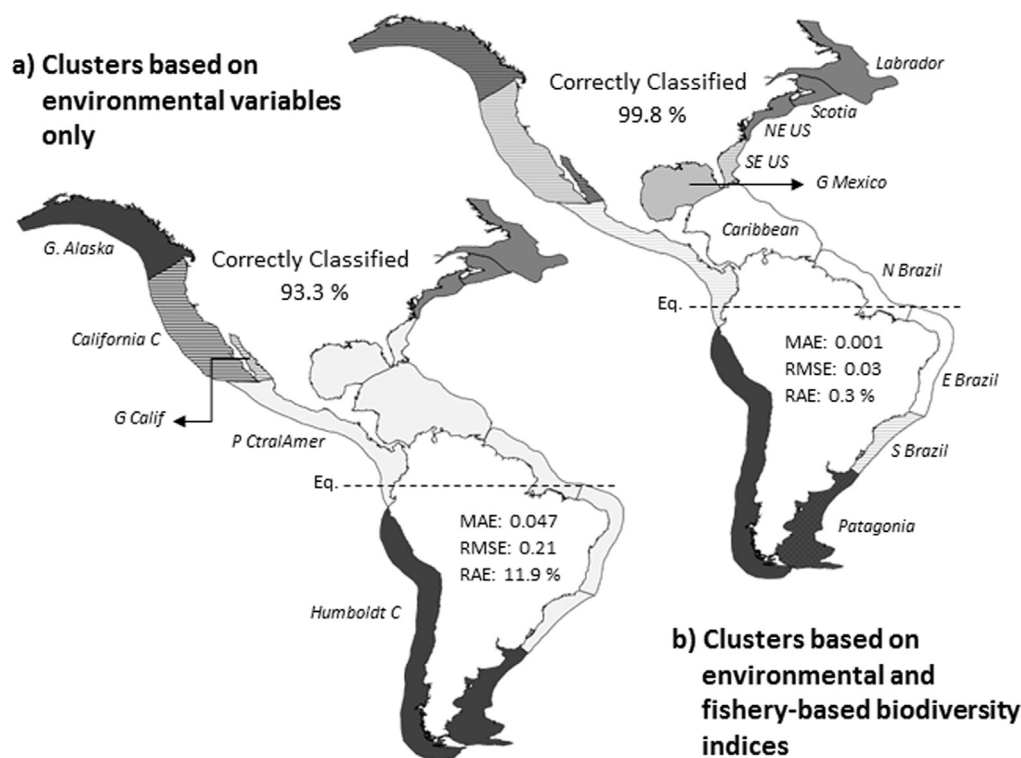 a) Clusters based on
environmental variables
only
Correctly Classified
93.3 %
G. Alaska
California C
G Calif
P CtralAmer
Eq.
MAE: 0.047
RMSE: 0.21
RAE: 11.9 %
Humboldt C
Correctly Classified
99.8 %
Labrador
Scotia
NE US
SE US
G Mexico
Caribbean
N Brazil
Eq.
MAE: 0.001
RMSE: 0.03
RAE: 0.3 %
E Brazil
S Brazil
Patagonia
b) Clusters based on
environmental and
fishery-based biodiversity
indices